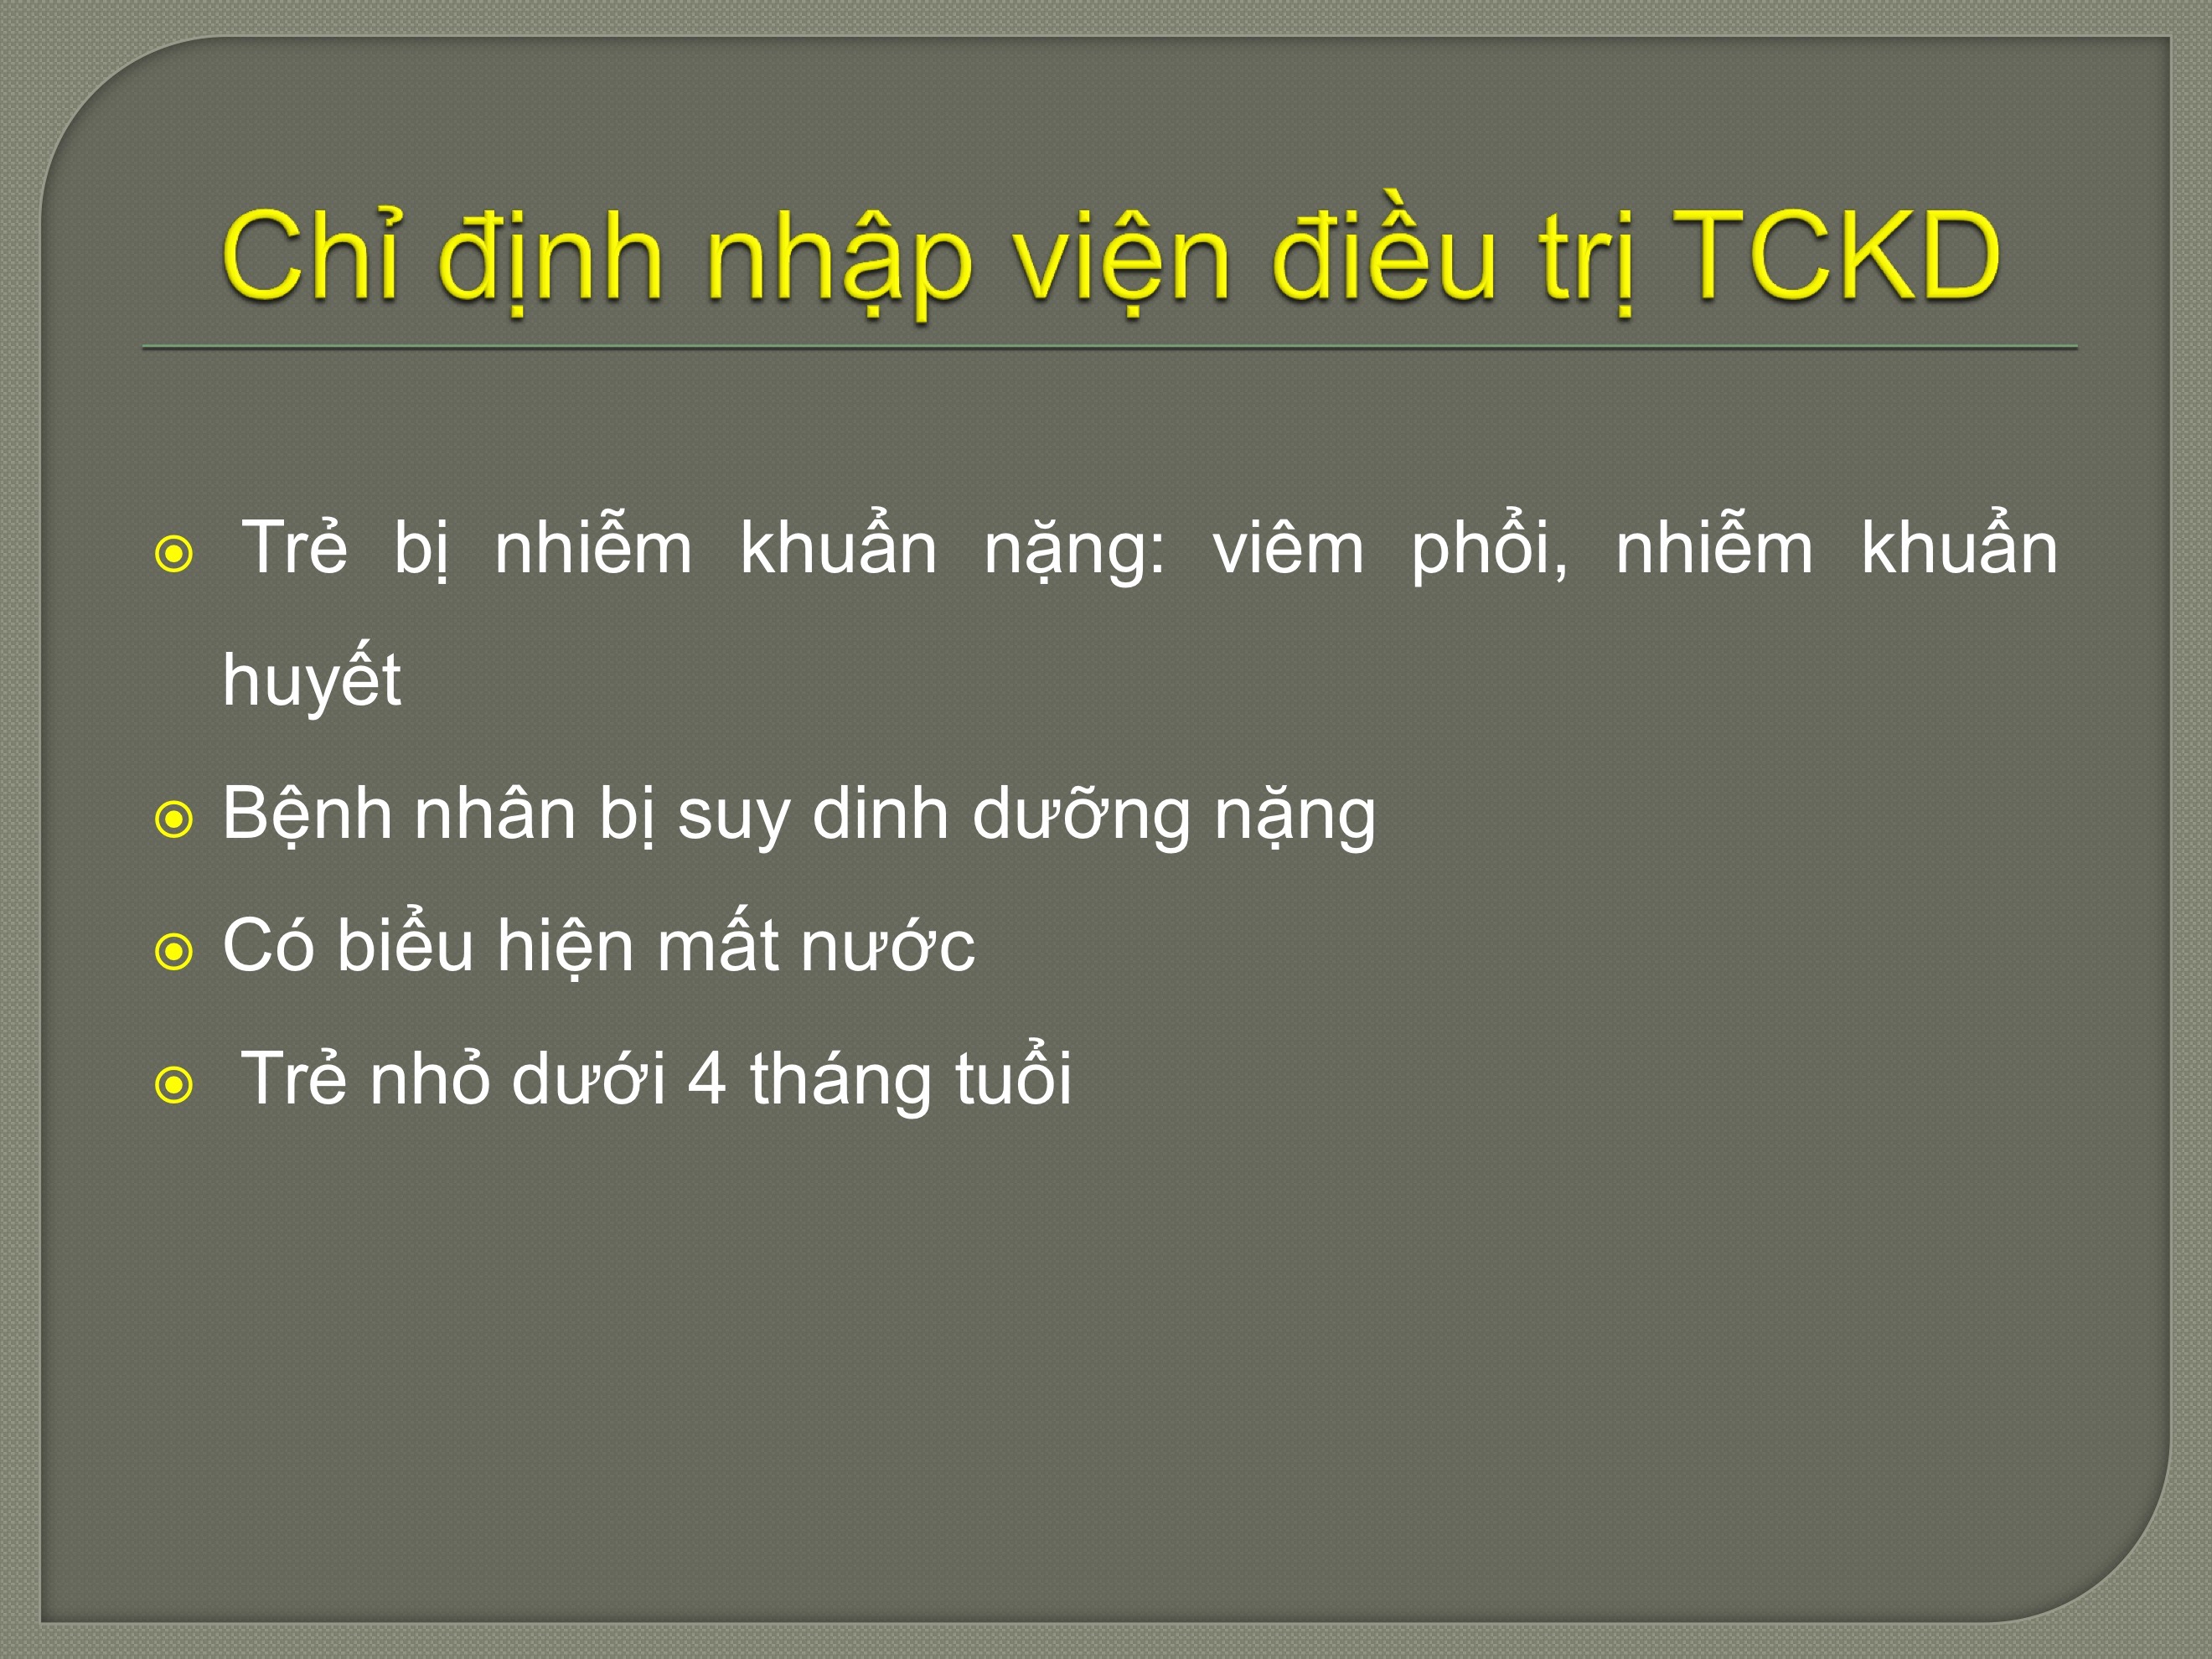 Chỉ định nhập viện điều trị TCKD
Trẻ bị nhiễm khuẩn nặng: viêm phổi, nhiễm khuẩn
huyết
Bệnh nhân bị suy dinh dưỡng nặng
Có biểu hiện mất nước
Trẻ nhỏ dưới 4 tháng tuổi